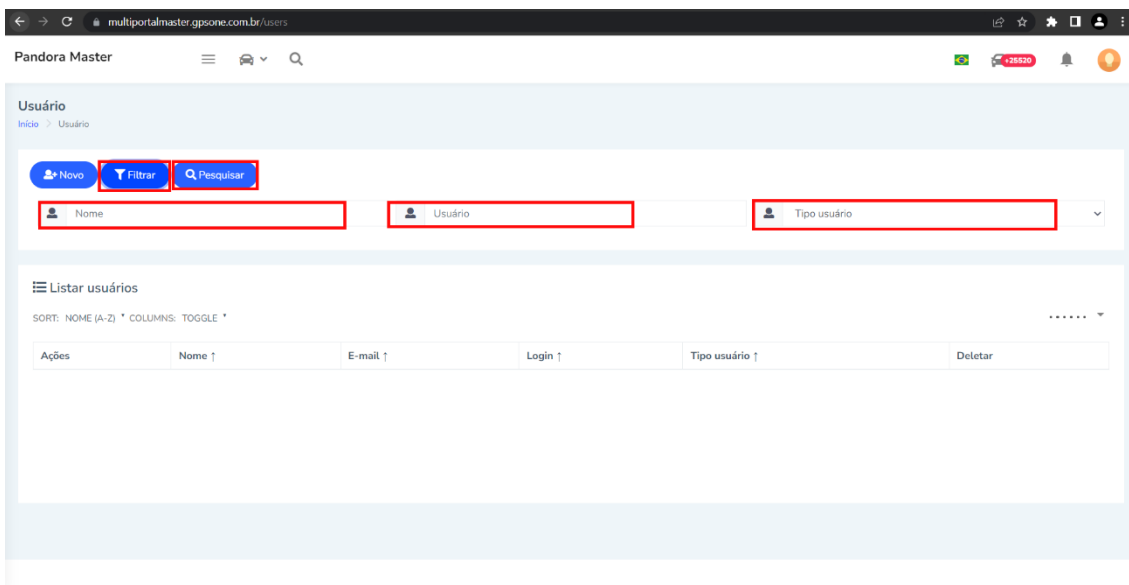 multiportalmaster.gpsone.com.br/users
Pandora Master
+25520
Usuário
Início > Usuário
Novo Filtrar Pesquisar
Nome Usuário Tipo usuário
Listar usuários
SORT: NOME (A-Z) COLUMNS: TOGGLE
Ações Nome ↑ E-mail ↑ Login ↑ Tipo usuário ↑ Deletar